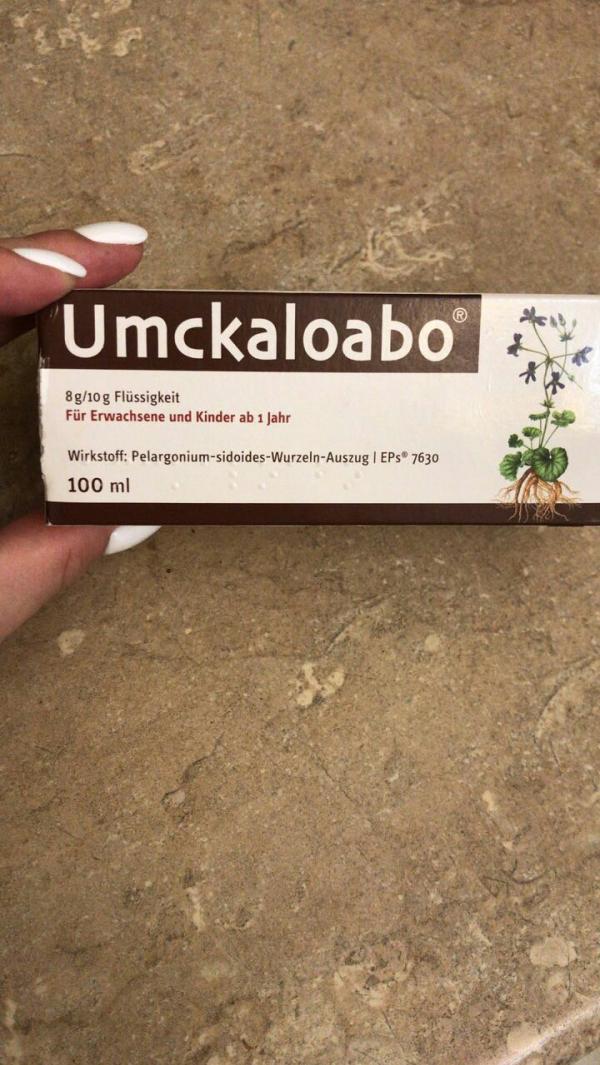 Umckaloabo®
8 g/10 g Flüssigkeit
Für Erwachsene und Kinder ab 1 Jahr
Wirkstoff: Pelargonium-sidoides-Wurzeln-Auszug | EPs® 7630
100 ml